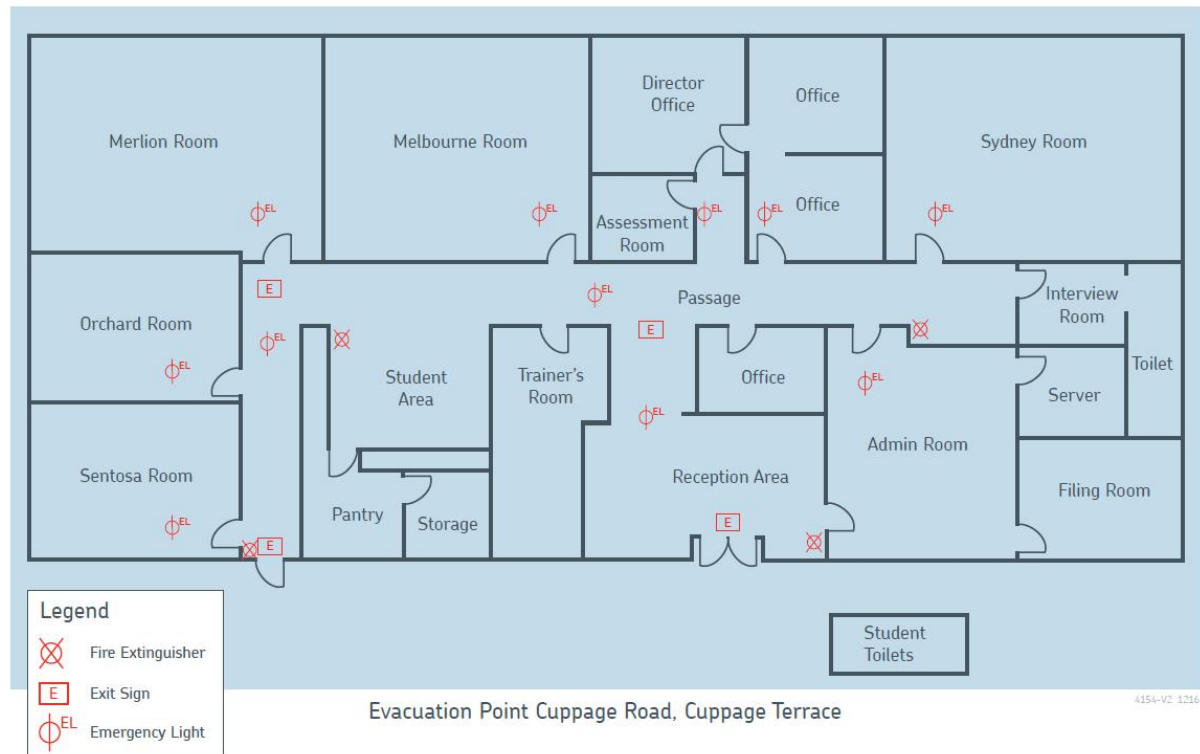 Merlion Room
Melbourne Room
Director
Office
Office
Sydney Room
EL
EL
Assessment
Room
EL
EL
Office
EL
E
Orchard Room
EL
EL
EL
Passage
E
Interview
Room
Student
Area
Trainer's
Room
Office
EL
EL
Server
Toilet
Sentosa Room
EL
E
Pantry
Storage
Reception Area
E
Admin Room
Filing Room
Legend
Fire Extinguisher
E Exit Sign
EL Emergency Light
Student
Toilets
Evacuation Point Cuppage Road, Cuppage Terrace
4154-V2 1216